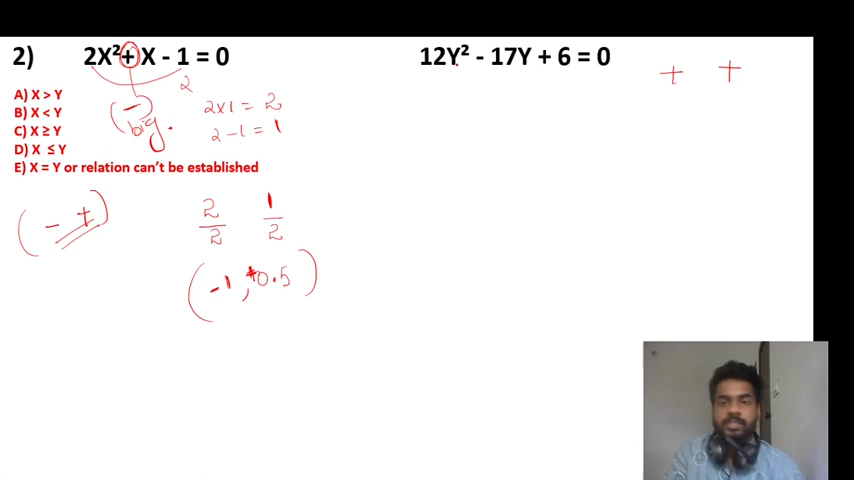 2) 2X² + X - 1 = 0 12Y² - 17Y + 6 = 0
+ +
2
A) X > Y
B) X < Y
C) X ≥ Y
D) X ≤ Y
E) X = Y or relation can't be established
(-)
big.
2x1 = 2
2-1 = 1
(- +)
2/2 1/2
(-1, +0.5)